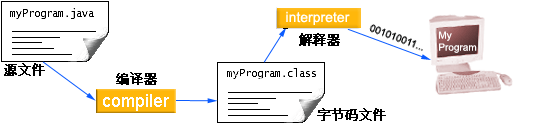 myProgram.java
源文件
编译器
compiler
myProgram.class
字节码文件
interpreter
解释器
001010011...
My
Program